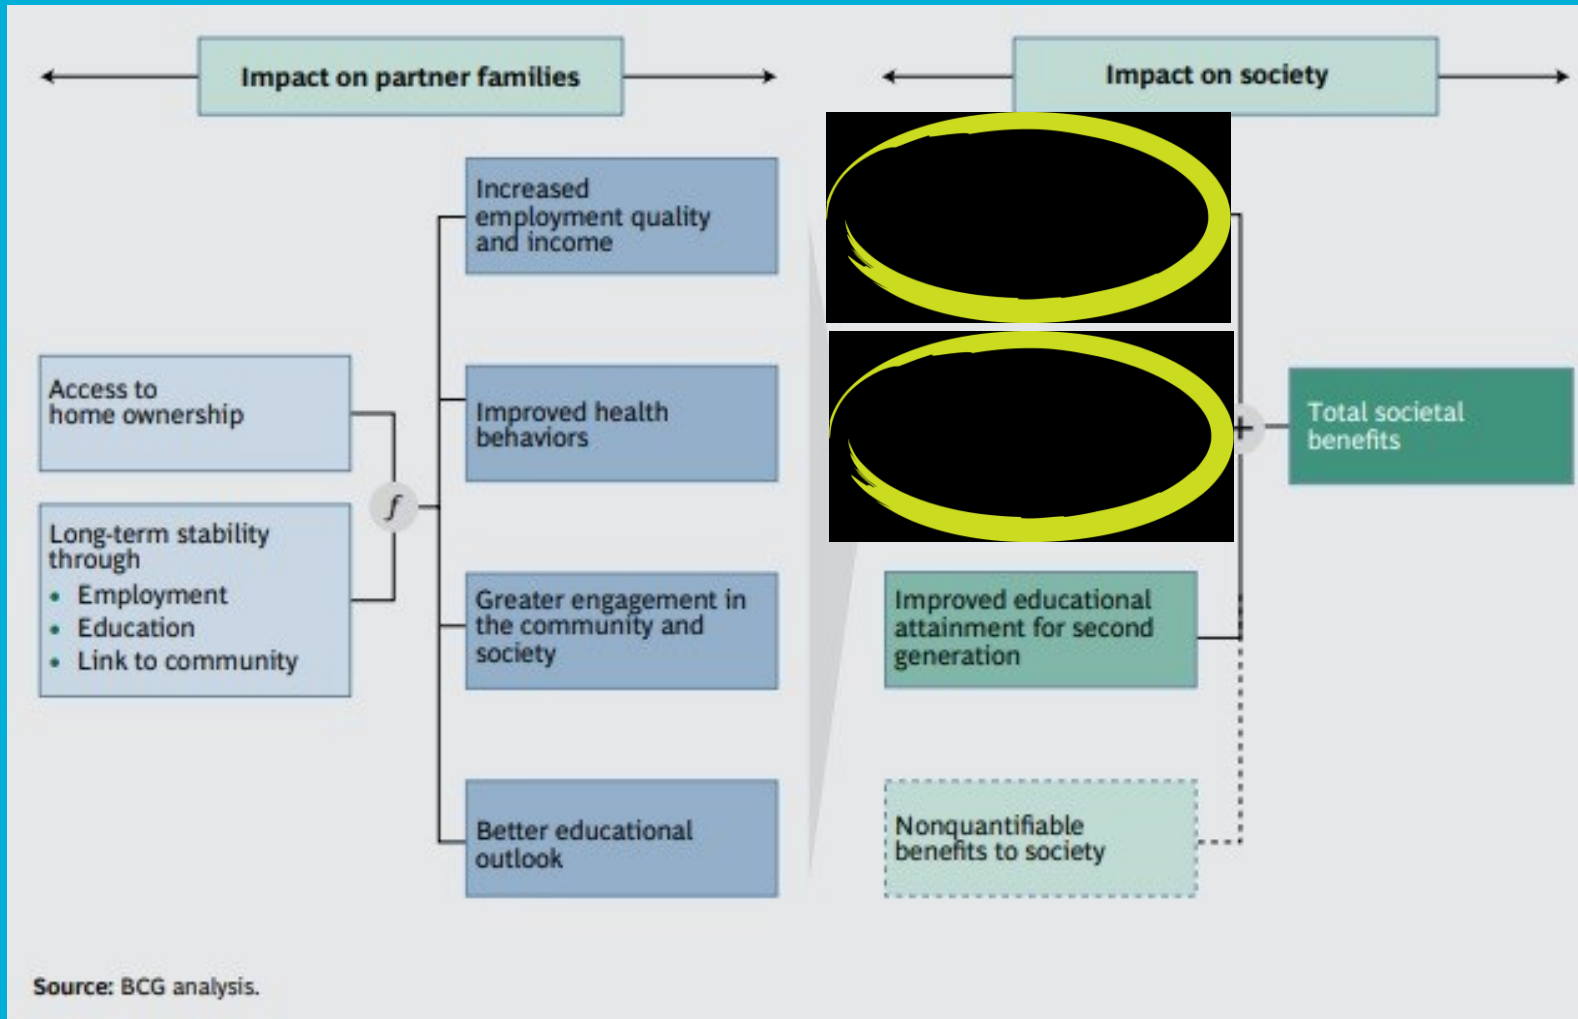 Impact on partner families
Impact on society
Access to
home ownership
Long-term stability
through
• Employment
• Education
• Link to community
f
Increased
employment quality
and income
Improved health
behaviors
Greater engagement in
the community and
society
Better educational
outlook
Improved educational
attainment for second
generation
Nonquantifiable
benefits to society
+
Total societal
benefits
Source: BCG analysis.